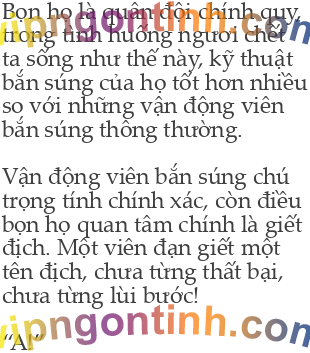 Bọn họ là quân đội chính quy,
trong tình huống người chết
ta sống như thế này, kỹ thuật
bắn súng của họ tốt hơn nhiều
so với những vận động viên
bắn súng thông thường.
Vận động viên bắn súng chú
trọng tính chính xác, còn điều
bọn họ quan tâm chính là giết
địch. Một viên đạn giết một
tên địch, chưa từng thất bại,
chưa từng lùi bước!
vipngontinh.com
“A!”